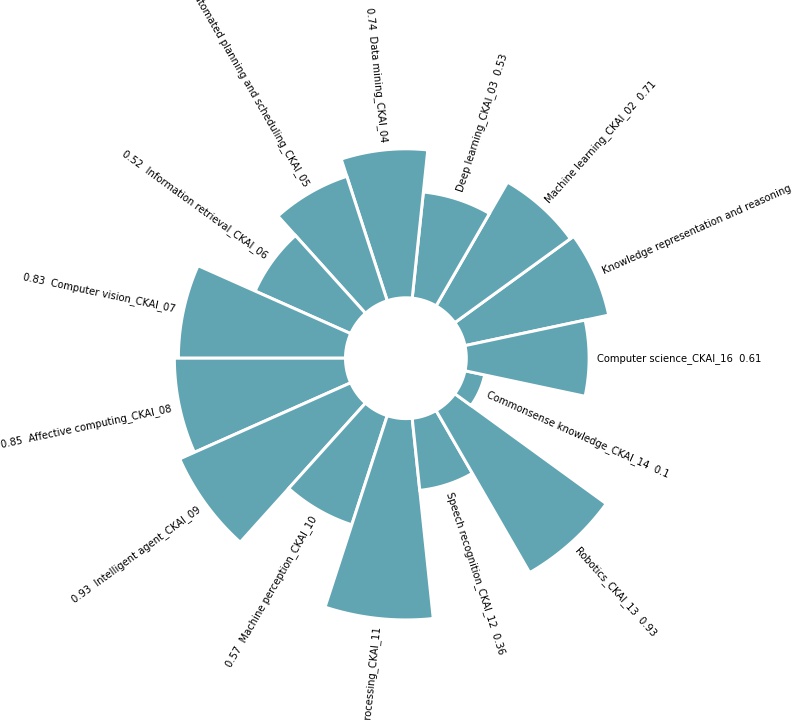 Computer science_CKAI_16 0.61
Knowledge representation and reasoning
Machine learning_CKAI_02 0.71
Deep learning_CKAI_03 0.53
0.74 Data mining_CKAI_04
planning and scheduling_CKAI_05
0.52 Information retrieval_CKAI_06
0.83 Computer vision_CKAI_07
0.85 Affective computing_CKAI_08
0.93 Intelligent agent_CKAI_09
0.57 Machine perception_CKAI_10
rocessing_CKAI_11
Speech recognition_CKAI_12 0.36
Robotics_CKAI_13 0.93
Commonsense knowledge_CKAI_14 0.1